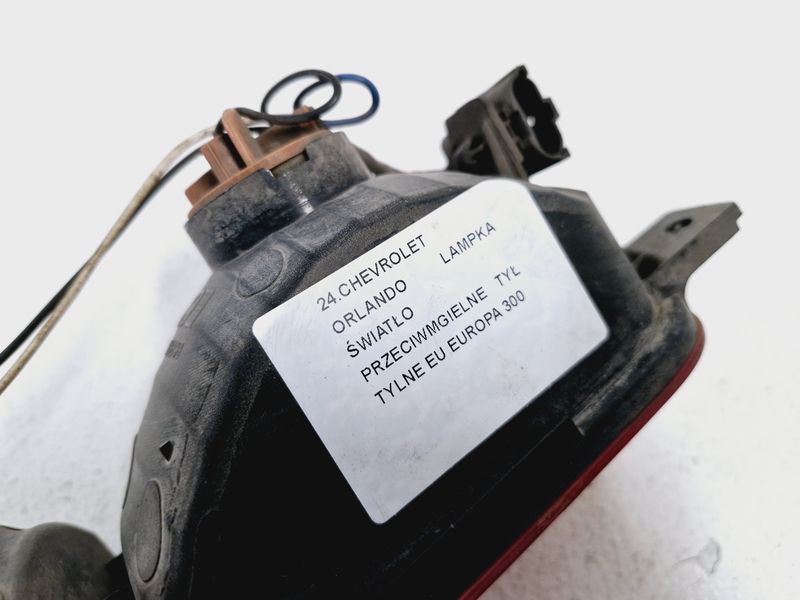 24.CHEVROLET
ORLANDO LAMPKA
ŚWIATŁO
PRZECIWMGIELNE TYŁ
TYLNE EU EUROPA 300